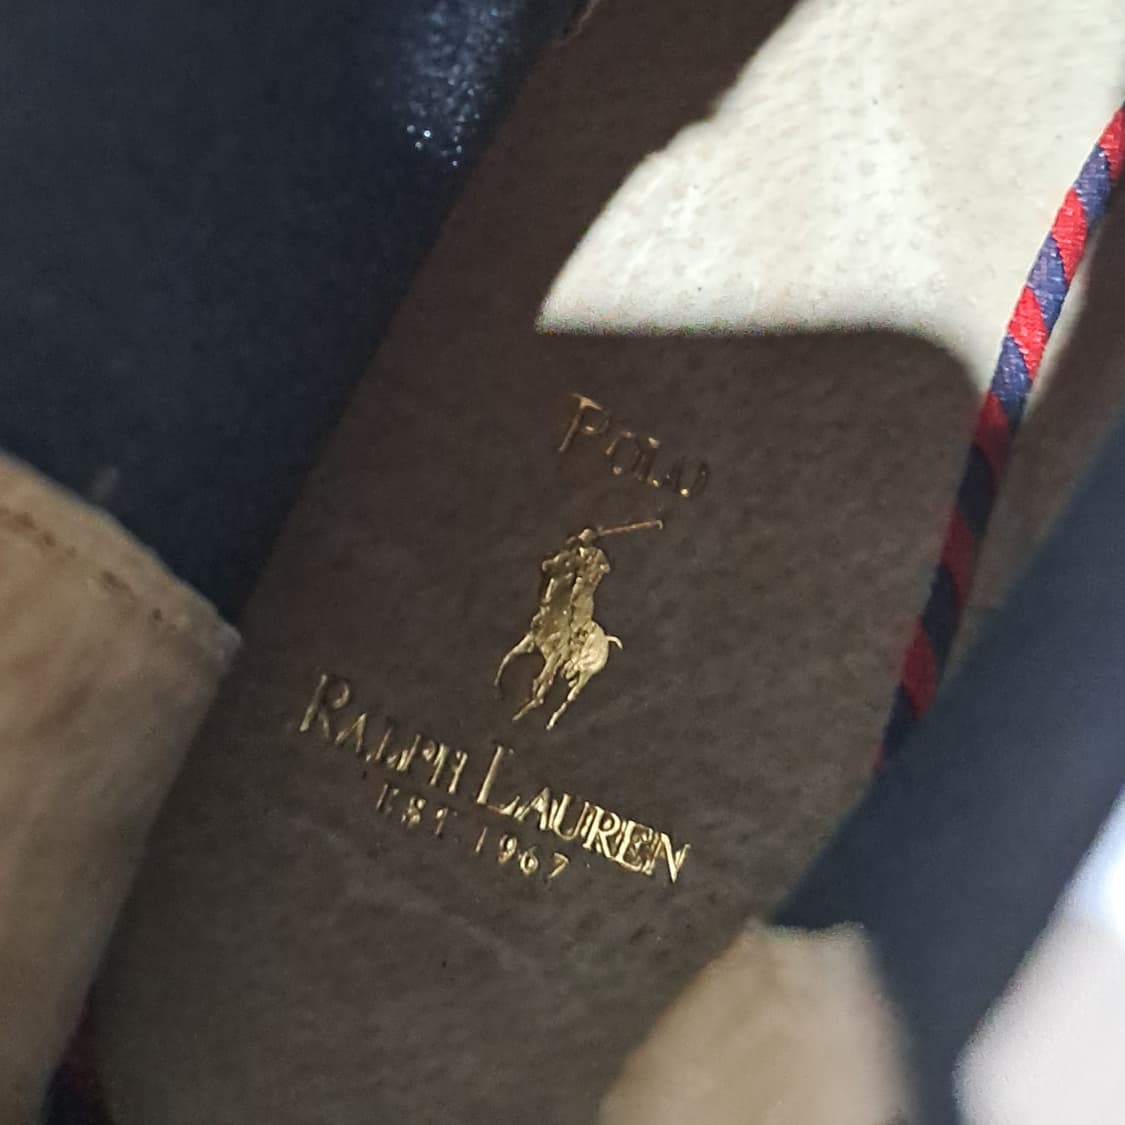 POLO
RALPH LAUREN
EST. 1967